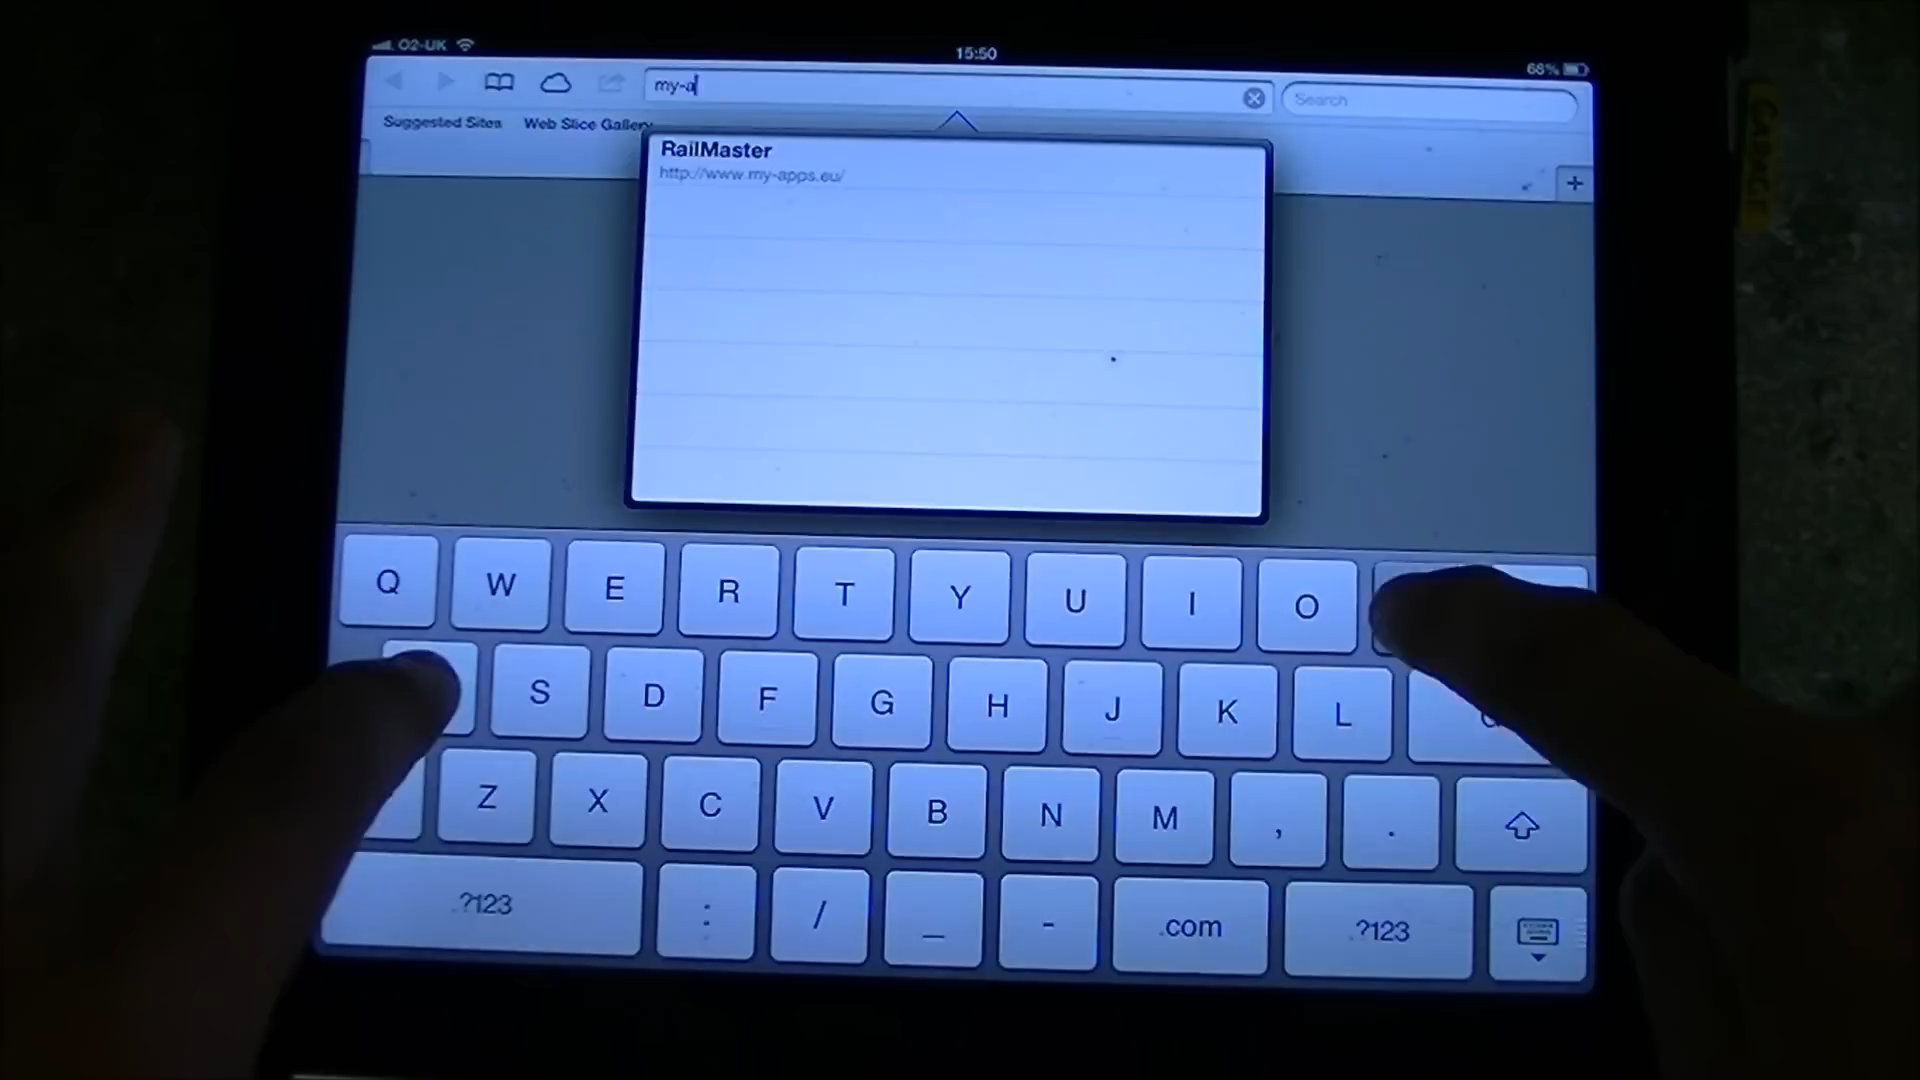 O2-UK
15:50
68%
my-a
Search
Suggested Sites Web Slice Gallery
RailMaster
http://www.my-apps.eu/
+
Q W E R T Y U I O
S D F G H J K L
Z X C V B N M , .
.?123 : / _ - .com .?123
GARAGE